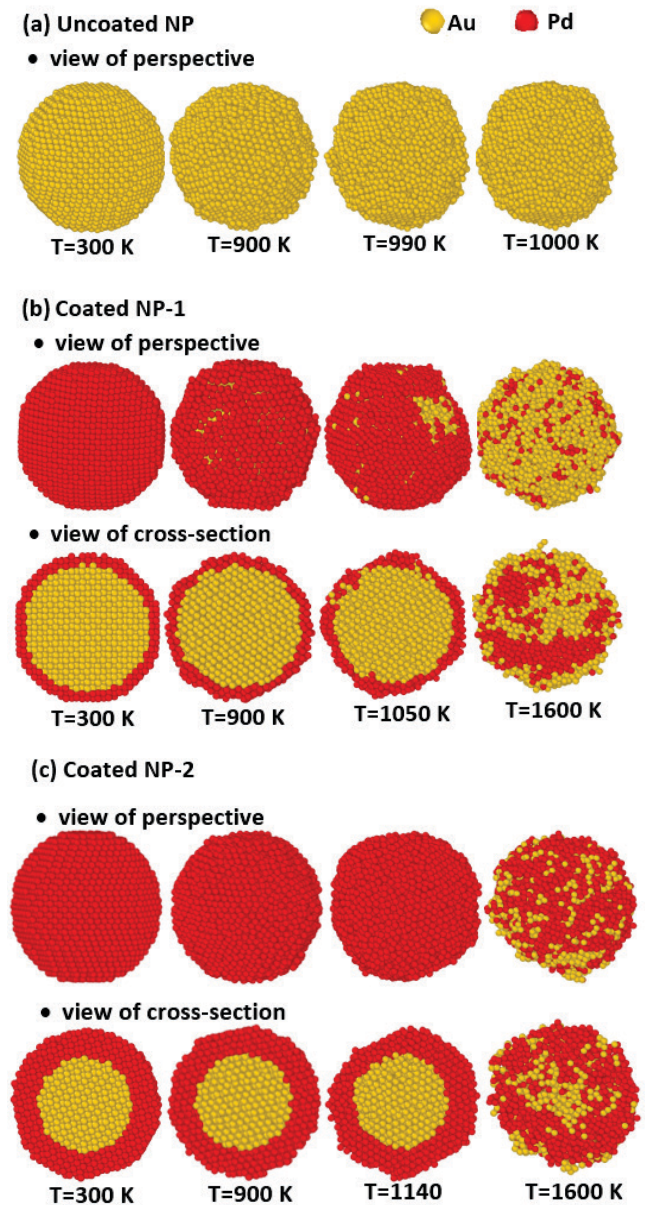 (a) Uncoated NP
Au
Pd
• view of perspective
T=300 K
T=900 K
T=990 K
T=1000 K
(b) Coated NP-1
• view of perspective
• view of cross-section
T=300 K
T=900 K
T=1050 K
T=1600 K
(c) Coated NP-2
• view of perspective
• view of cross-section
T=300 K
T=900 K
T=1140
T=1600 K